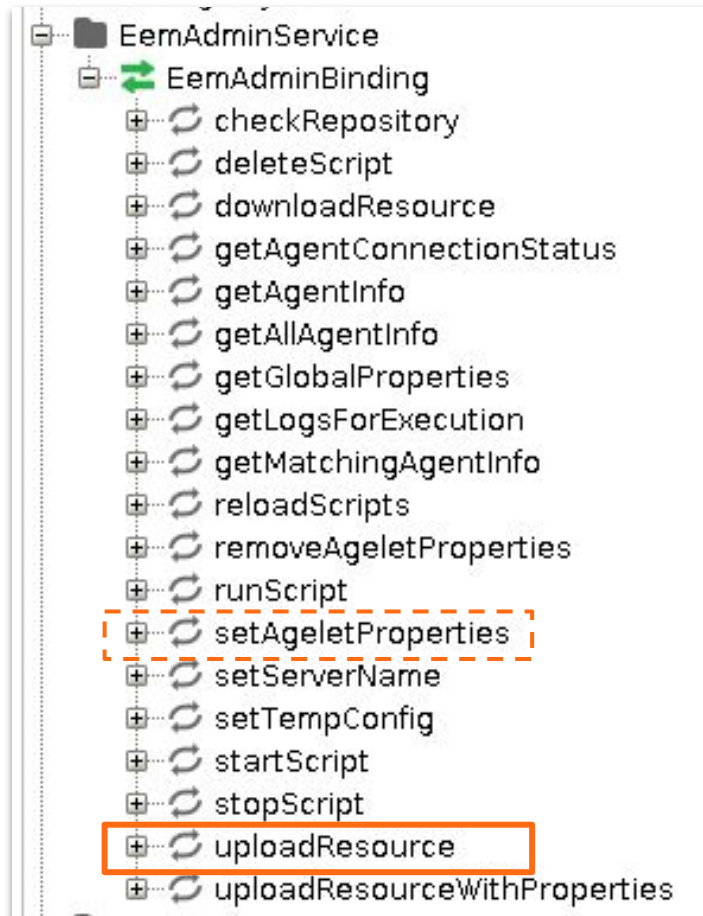 EemAdminService
EemAdminBinding
checkRepository
deleteScript
downloadResource
getAgentConnectionStatus
getAgentInfo
getAllAgentInfo
getGlobalProperties
getLogsForExecution
getMatchingAgentInfo
reloadScripts
removeAgeletProperties
runScript
setAgeletProperties
setServerName
setTempConfig
startScript
stopScript
uploadResource
uploadResourceWithProperties